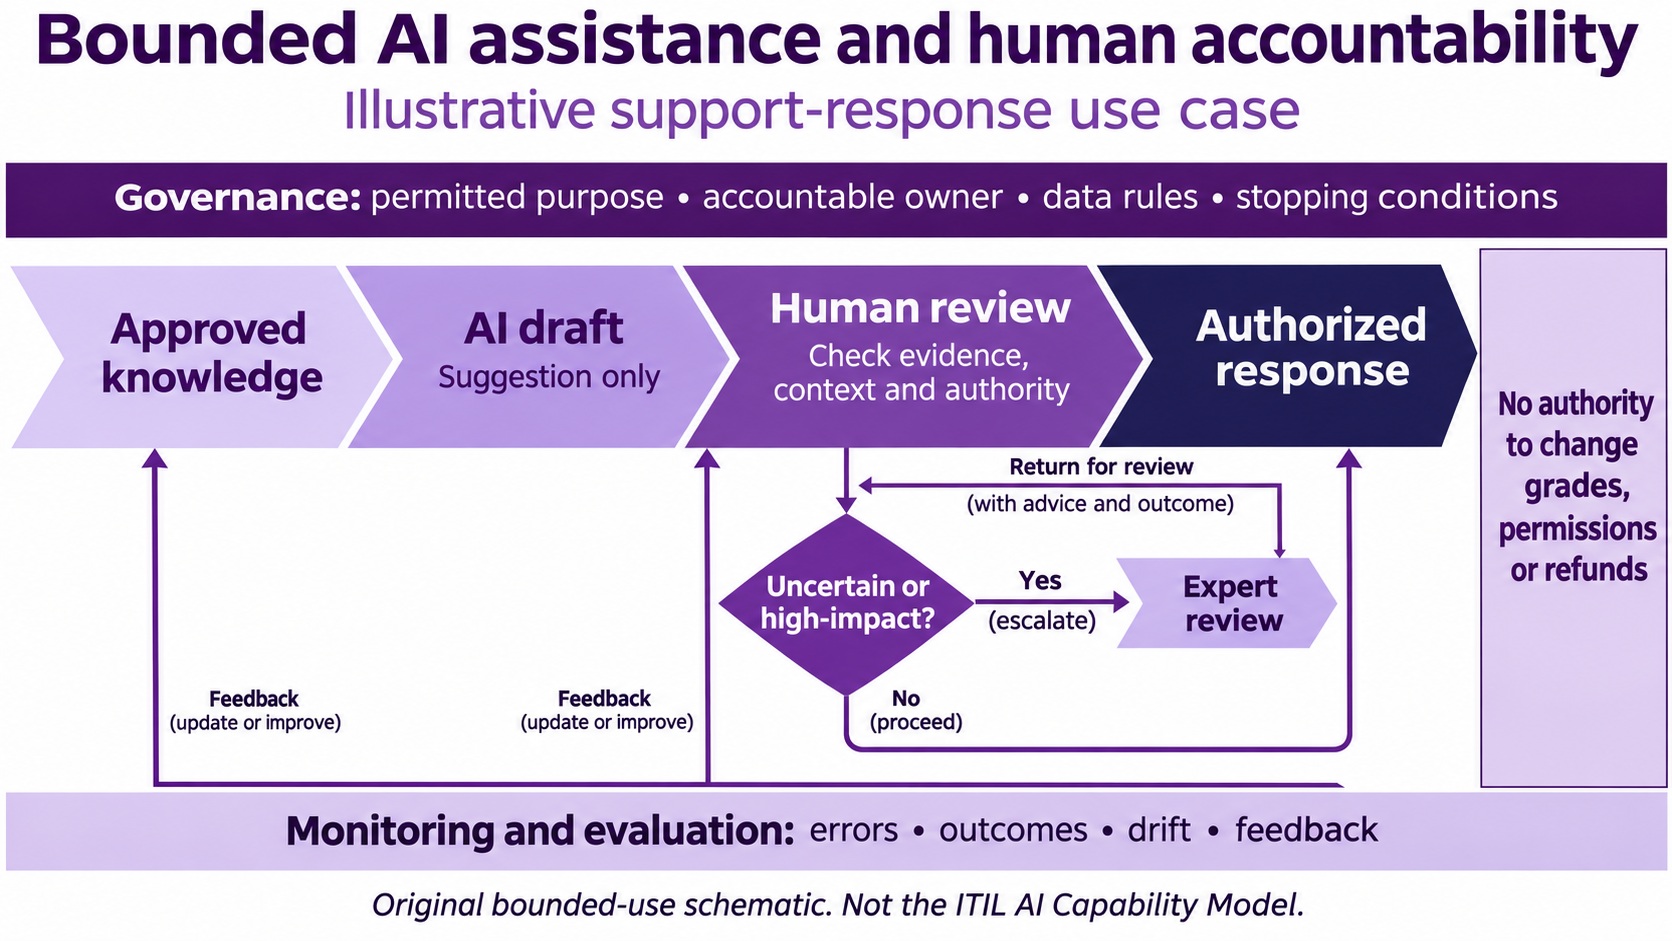 Bounded AI assistance and human accountability
Illustrative support-response use case
Governance: permitted purpose • accountable owner • data rules • stopping conditions
Approved
knowledge
AI draft
Suggestion only
Human review
Check evidence,
context and authority
Authorized
response
No authority
to change
grades,
permissions
or refunds
Return for review
(with advice and outcome)
Uncertain or
high-impact?
Yes
(escalate)
Expert
review
Feedback
(update or improve)
Feedback
(update or improve)
No
(proceed)
Monitoring and evaluation: errors • outcomes • drift • feedback
Original bounded-use schematic. Not the ITIL AI Capability Model.